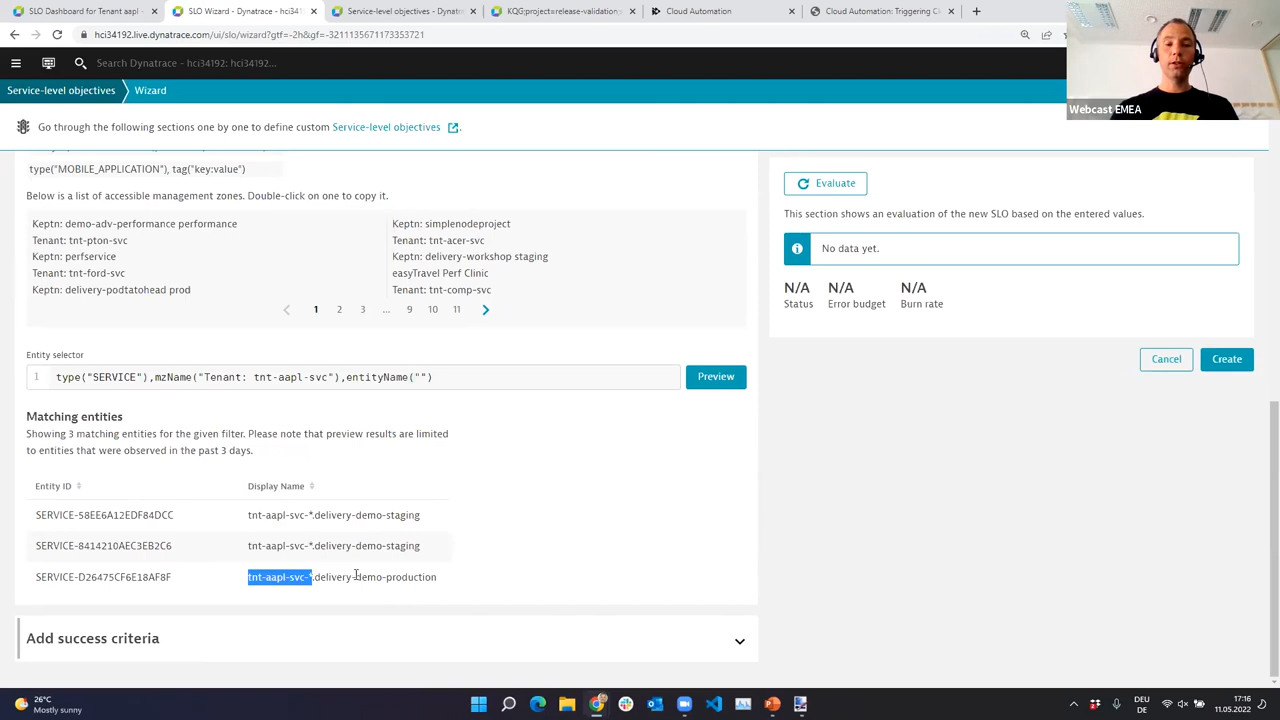 SLO Dashboard for Tenant aapl -
SLO Wizard - Dynatrace - hc134
Service-level objectives - Dynatra
KQG;project=release-validation;s
Cloud Automation
Cloud Automation: Triggering Cl
hci34192.live.dynatrace.com/ui/slo/wizard?gtf=-2h&gf=-3211135671173353721
Search Dynatrace - hci34192: hci34192...
Service-level objectives
Wizard
Go through the following sections one by one to define custom Service-level objectives.
Webcast EMEA
type("MOBILE_APPLICATION"), tag("key:value")
Below is a list of accessible management zones. Double-click on one to copy it.
Keptn: demo-adv-performance performance
Keptn: simplenodeproject
Tenant: tnt-pton-svc
Tenant: tnt-acer-svc
Keptn: perfservice
Keptn: delivery-workshop staging
Tenant: tnt-ford-svc
easyTravel Perf Clinic
Keptn: delivery-podtatohead prod
Tenant: tnt-comp-svc
1 2 3 ... 9 10 11
Entity selector
1 type("SERVICE"),mzName("Tenant: tnt-aapl-svc"),entityName("")
Preview
Matching entities
Showing 3 matching entities for the given filter. Please note that preview results are limited
to entities that were observed in the past 3 days.
Entity ID Display Name
SERVICE-58EE6A12EDF84DCC tnt-aapl-svc-*.delivery-demo-staging
SERVICE-8414210AEC3EB2C6 tnt-aapl-svc-*.delivery-demo-staging
SERVICE-D26475CF6E18AF8F tnt-aapl-svc-*.delivery-demo-production
Add success criteria
Evaluate
This section shows an evaluation of the new SLO based on the entered values.
No data yet.
N/A N/A N/A
Status Error budget Burn rate
Cancel
Create
26°C
Mostly sunny
DEU
DE
17:16
11.05.2022